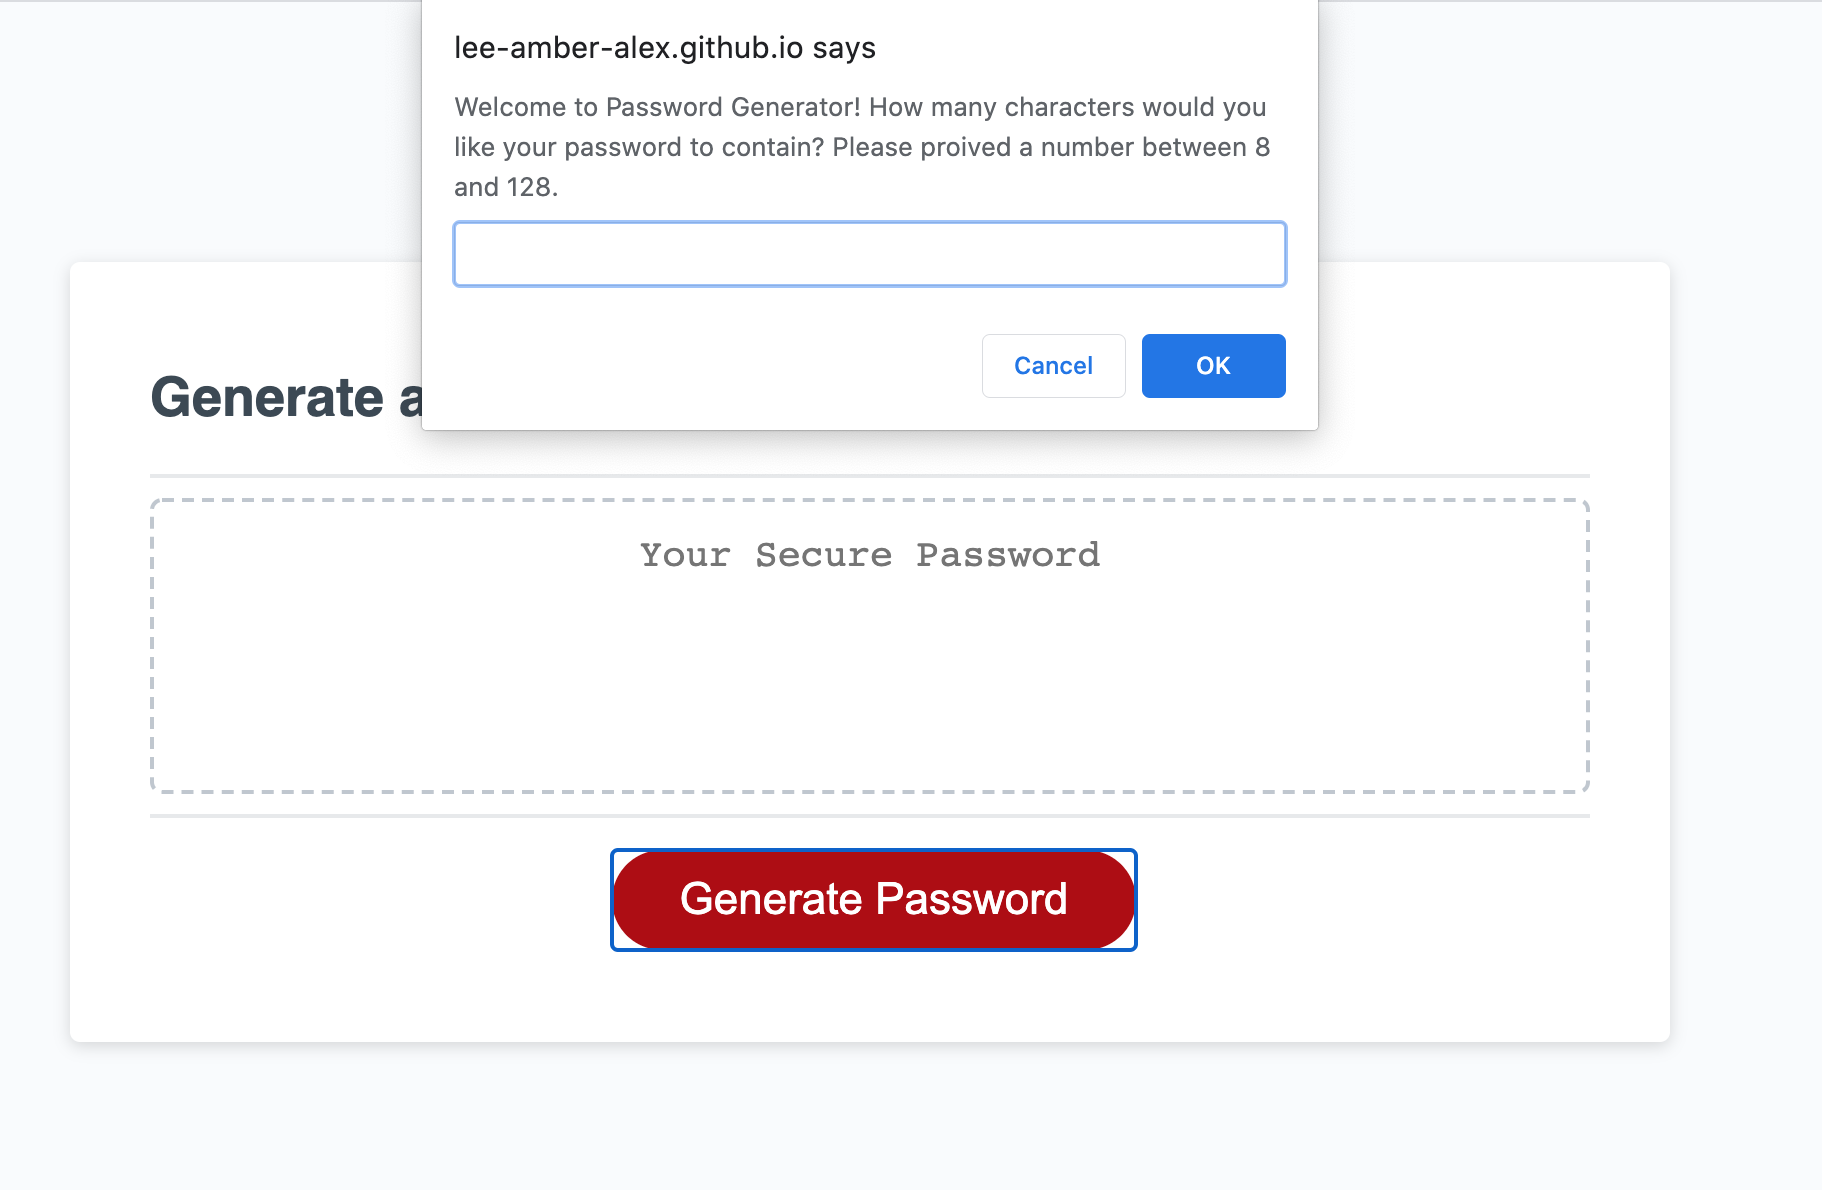 lee-amber-alex.github.io says
Welcome to Password Generator! How many characters would you
like your password to contain? Please proived a number between 8
and 128.
Cancel
OK
Generate a
Your Secure Password
Generate Password